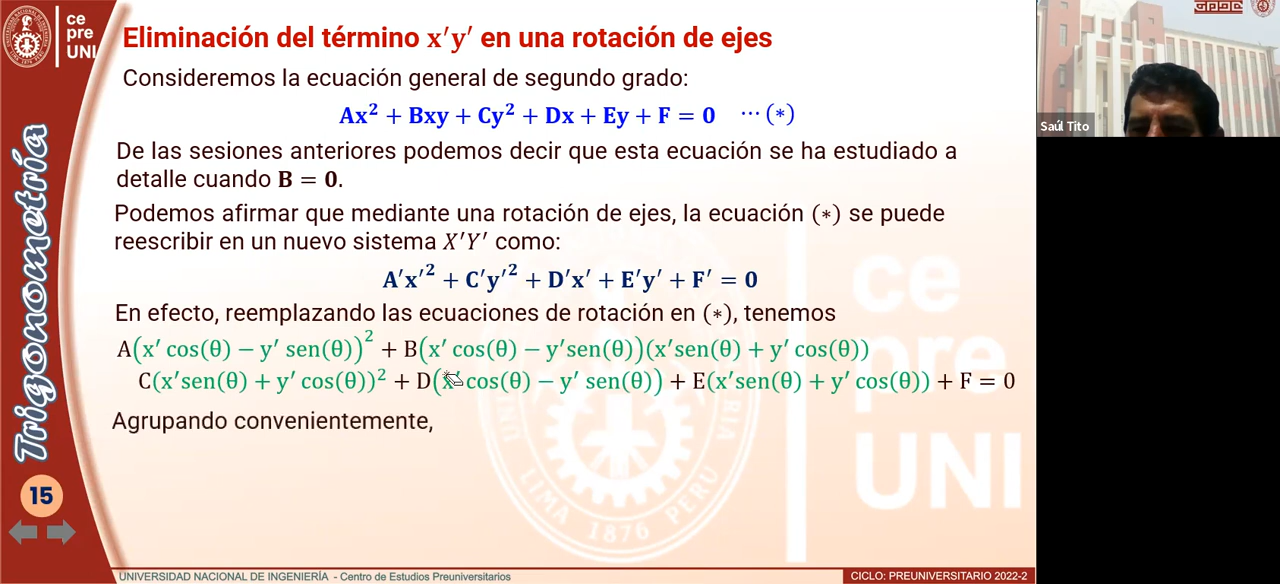 ce
pre
UNI
Eliminación del término x′y′ en una rotación de ejes
Consideremos la ecuación general de segundo grado:
Ax² + Bxy + Cy² + Dx + Ey + F = 0 ⋯ (∗)
De las sesiones anteriores podemos decir que esta ecuación se ha estudiado a
detalle cuando B = 0.
Podemos afirmar que mediante una rotación de ejes, la ecuación (∗) se puede
reescribir en un nuevo sistema X′Y′ como:
A′x′² + C′y′² + D′x′ + E′y′ + F′ = 0
En efecto, reemplazando las ecuaciones de rotación en (∗), tenemos
A(x′ cos(θ) − y′ sen(θ))² + B(x′ cos(θ) − y′sen(θ))(x′sen(θ) + y′ cos(θ))
C(x′sen(θ) + y′ cos(θ))² + D(x′ cos(θ) − y′ sen(θ)) + E(x′sen(θ) + y′ cos(θ)) + F = 0
Agrupando convenientemente,
Trigonometría
15
ce
pre
UNI
LIMA 1876 PERU
UNIVERSIDAD NACIONAL DE INGENIERÍA - Centro de Estudios Preuniversitarios
CICLO: PREUNIVERSITARIO 2022-2
Saúl Tito